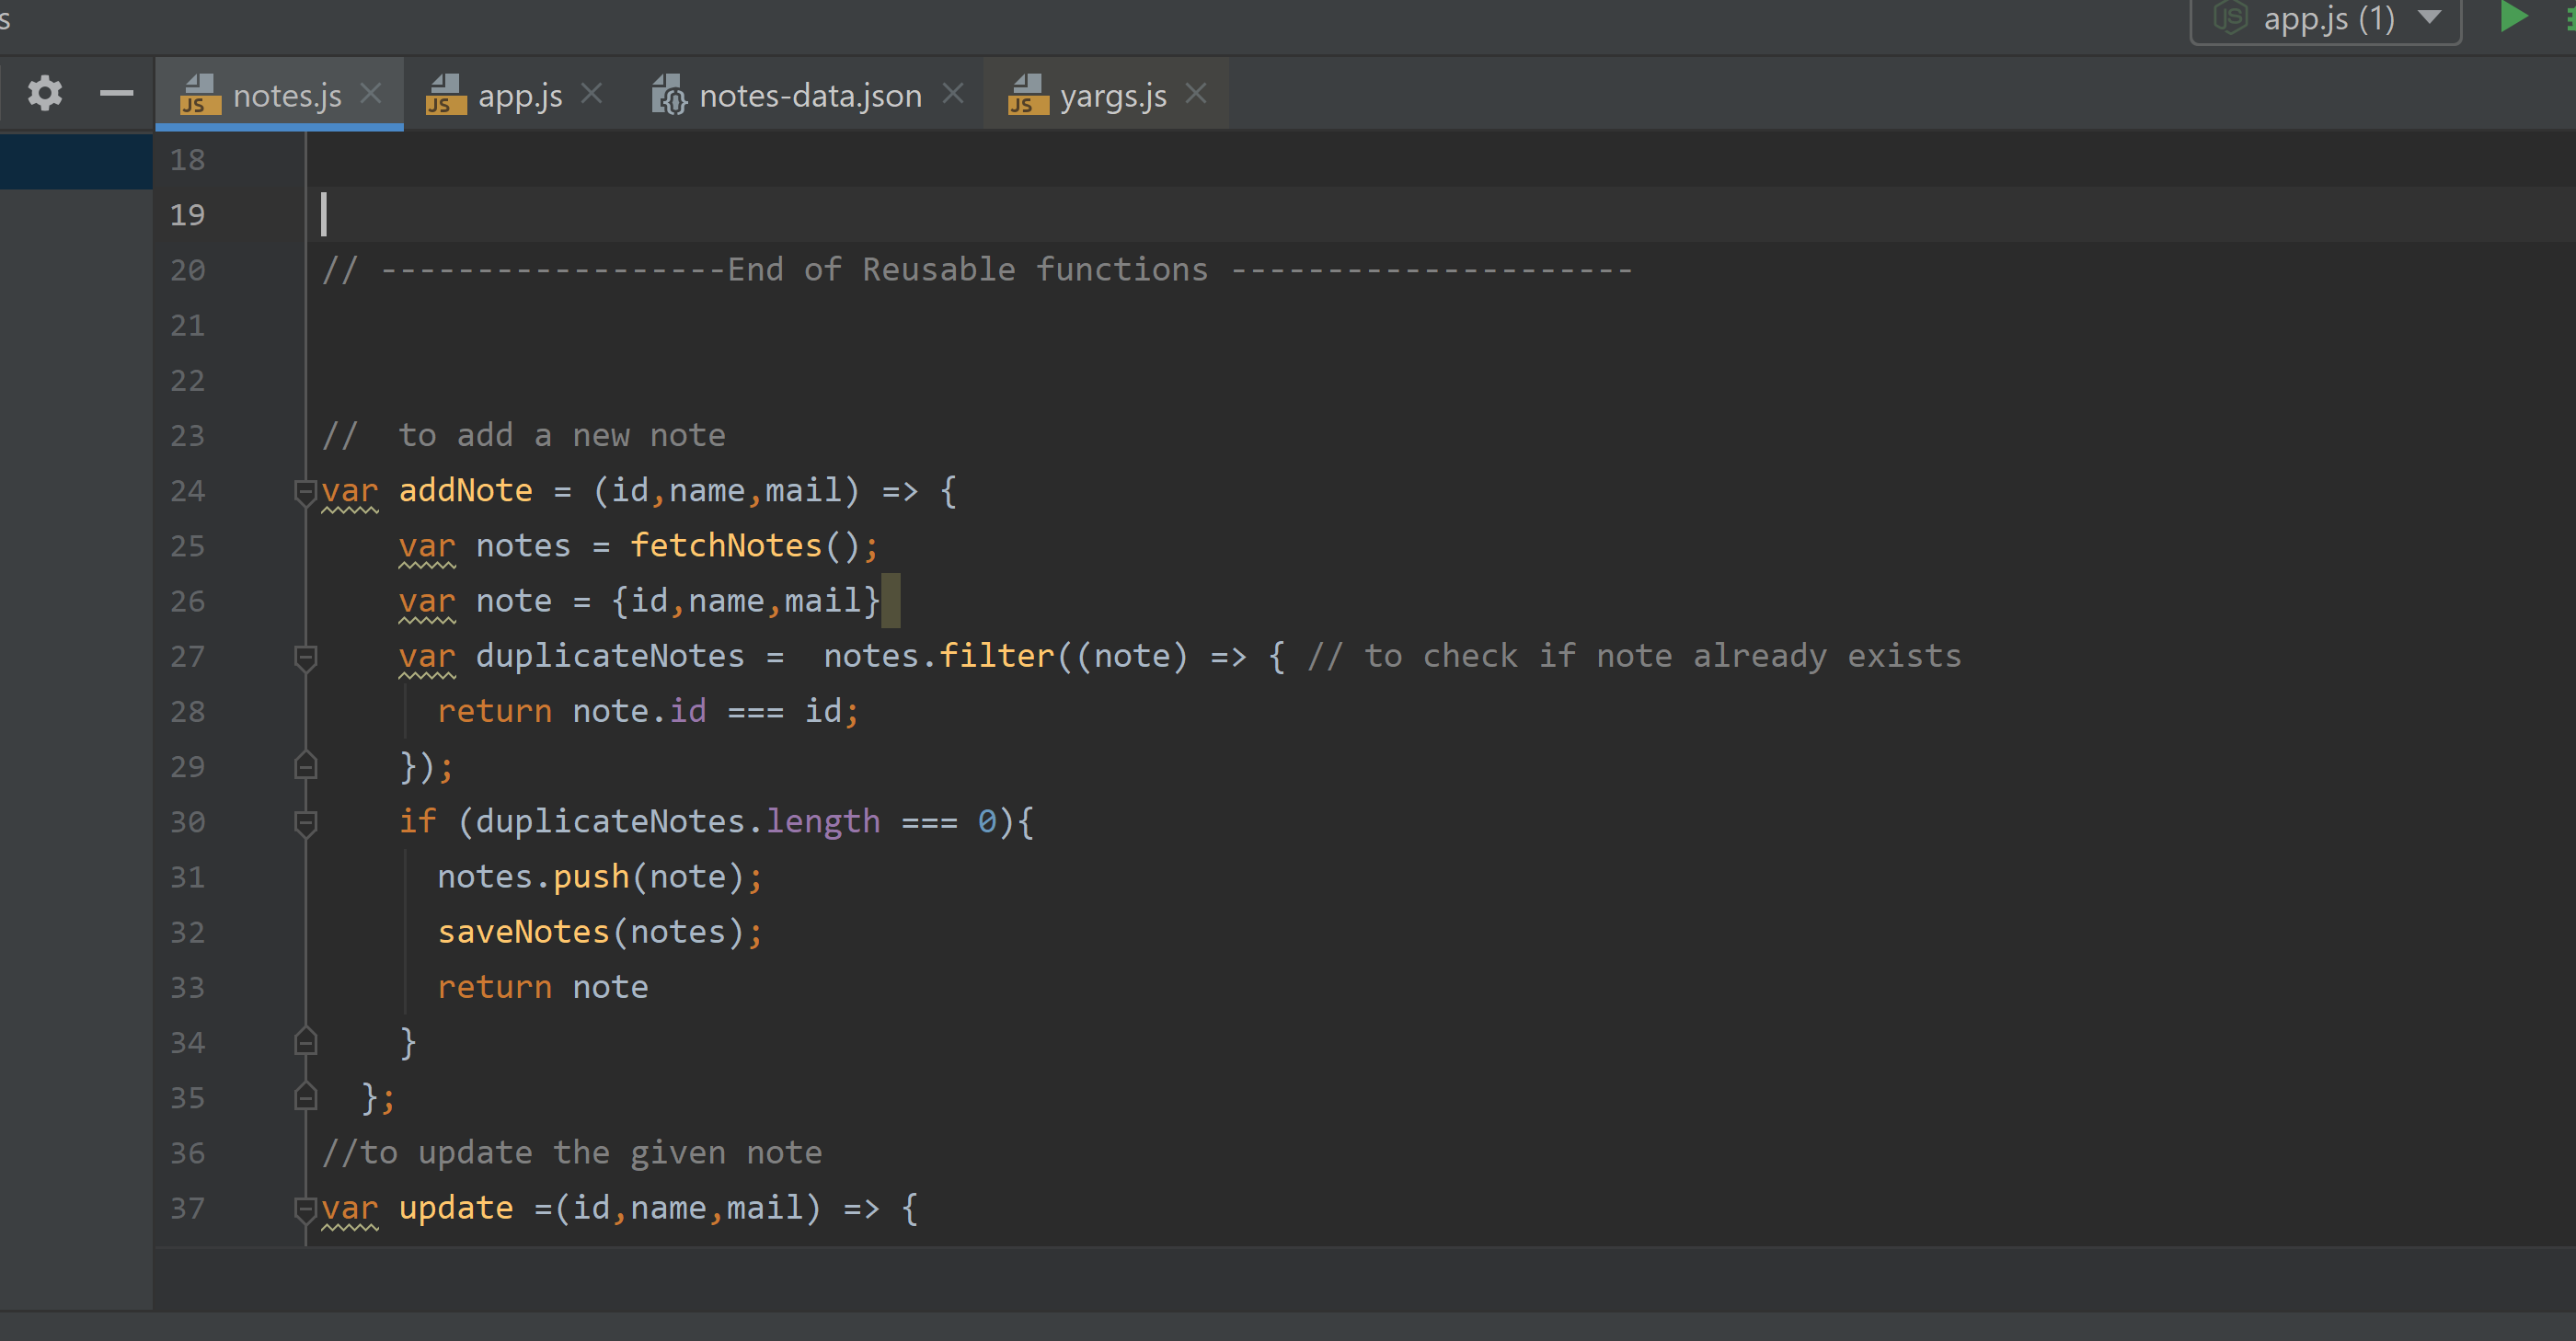 s
app.js (1)
notes.js
app.js
notes-data.json
yargs.js
18
19
20 // ------------------End of Reusable functions ---------------------
21
22
23 //  to add a new note
24 var addNote = (id,name,mail) => {
25     var notes = fetchNotes();
26     var note = {id,name,mail}
27     var duplicateNotes =  notes.filter((note) => { // to check if note already exists
28       return note.id === id;
29     });
30     if (duplicateNotes.length === 0){
31       notes.push(note);
32       saveNotes(notes);
33       return note
34     }
35   };
36 //to update the given note
37 var update =(id,name,mail) => {